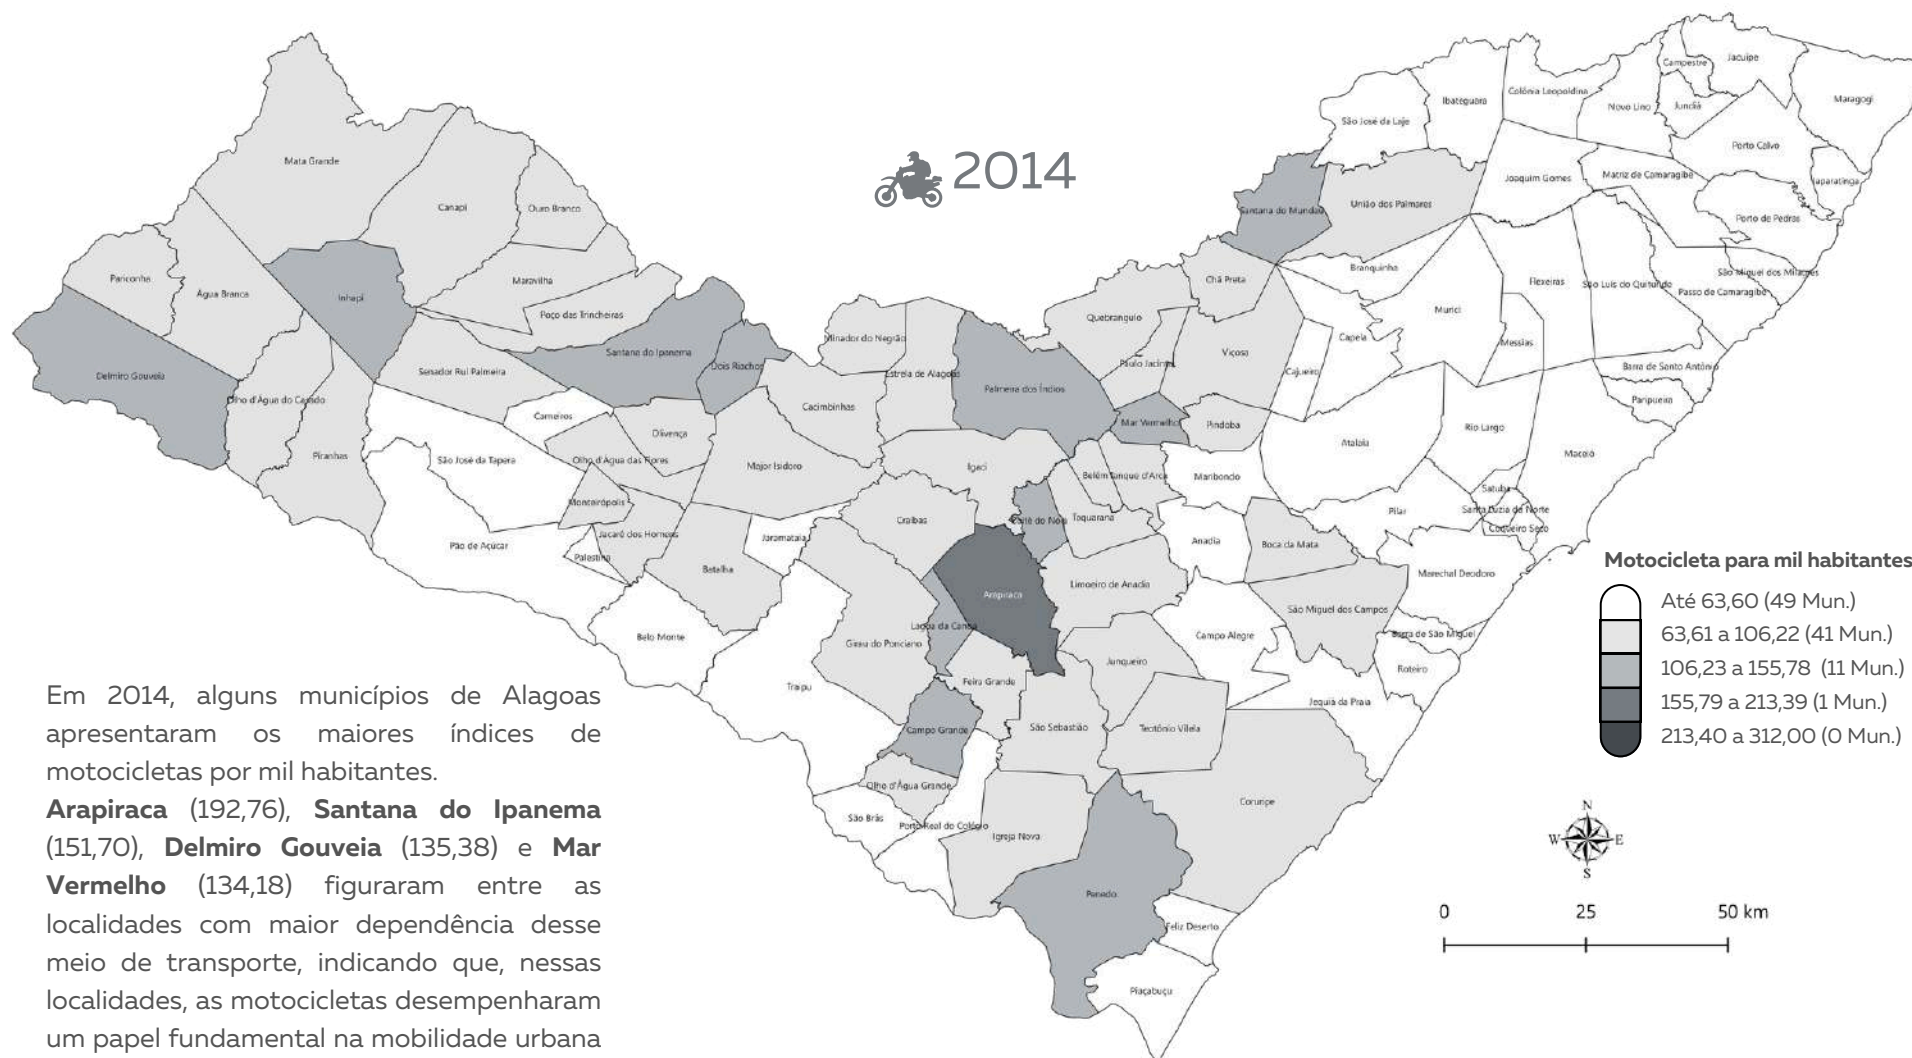 2014
Jacuípe
Campestre
Maragogi
Colônia Leopoldina
Ibateguara
Novo Lino
Jundiá
São José da Laje
Porto Calvo
Mata Grande
Joaquim Gomes
Matriz de Camaragibe
Japaratinga
Canapi
Ouro Branco
Santana do Mundaú
União dos Palmares
Porto de Pedras
Branquinha
São Miguel dos Milagres
Pariconha
Água Branca
Inhapi
Maravilha
Chã Preta
Flexeiras
São Luís do Quitunde
Passo de Camaragibe
Poço das Trincheiras
Quebrangulo
Murici
Minador do Negrão
Capela
Messias
Santana do Ipanema
Dois Riachos
Viçosa
Paulo Jacinto
Barra de Santo Antônio
Delmiro Gouveia
Senador Rui Palmeira
Estrela de Alagoas
Cajueiro
Palmeira dos Índios
Olho d'Água do Casado
Paripueira
Cacimbinhas
Carneiros
Mar Vermelho
Pindoba
Rio Largo
Olivença
Atalaia
Piranhas
São José da Tapera
Olho d'Água das Flores
Major Isidoro
Igaci
Belém
Tanque d'Arca
Maribondo
Maceió
Satuba
Monteirópolis
Santa Luzia do Norte
Pilar
Craíbas
Coité do Nóia
Taquarana
Coqueiro Seco
Jacaré dos Homens
Jaramataia
Anadia
Boca da Mata
Pão de Açúcar
Palestina
Batalha
Marechal Deodoro
Limoeiro de Anadia
Arapiraca
São Miguel dos Campos
Lagoa da Canoa
Belo Monte
Girau do Ponciano
Campo Alegre
Barra de São Miguel
Junqueiro
Roteiro
Feira Grande
Traipu
Jequiá da Praia
Campo Grande
São Sebastião
Teotônio Vilela
Olho d'Água Grande
Coruripe
São Brás
Porto Real do Colégio
Igreja Nova
Penedo
Feliz Deserto
Piaçabuçu
Motocicleta para mil habitantes
Até 63,60 (49 Mun.)
63,61 a 106,22 (41 Mun.)
106,23 a 155,78 (11 Mun.)
155,79 a 213,39 (1 Mun.)
213,40 a 312,00 (0 Mun.)
N
W E
S
0 25 50 km
Em 2014, alguns municípios de Alagoas
apresentaram os maiores índices de
motocicletas por mil habitantes.
Arapiraca (192,76), Santana do Ipanema
(151,70), Delmiro Gouveia (135,38) e Mar
Vermelho (134,18) figuraram entre as
localidades com maior dependência desse
meio de transporte, indicando que, nessas
localidades, as motocicletas desempenharam
um papel fundamental na mobilidade urbana